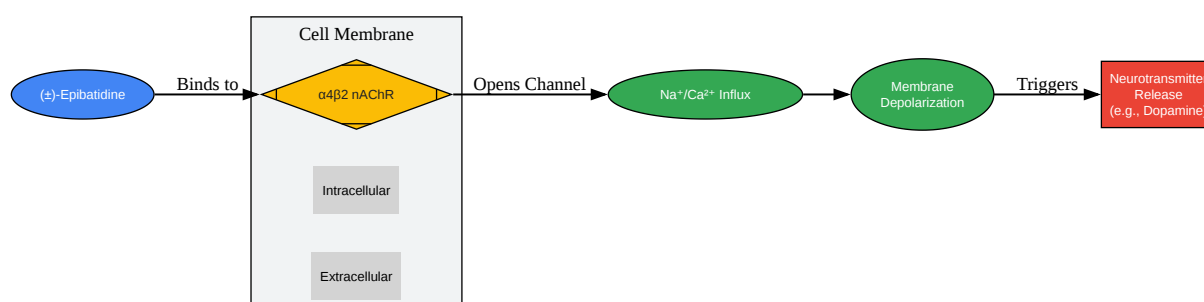 Cell Membrane
(±)-Epibatidine
Binds to
α4β2 nAChR
Opens Channel
Na⁺/Ca²⁺ Influx
Membrane
Depolarization
Triggers
Neurotransmitter
Release
(e.g., Dopamine)
Intracellular
Extracellular